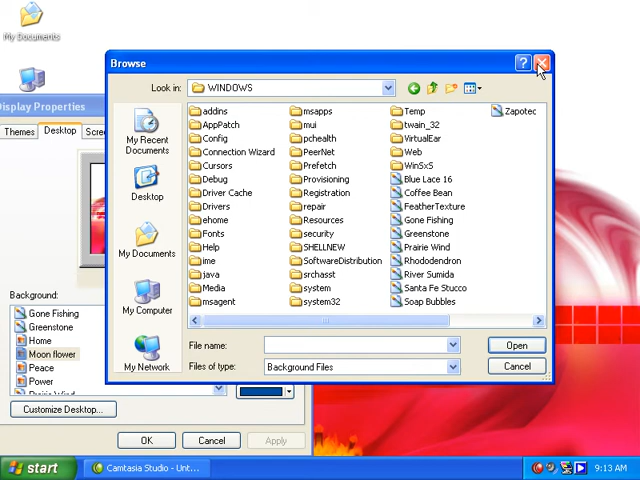 My Documents
Display Properties
Themes
Desktop
Scre
Background:
Gone Fishing
Greenstone
Home
Moon flower
Peace
Power
Prairie Wind
Customize Desktop...
OK
Cancel
Apply
Browse
Look in:
WINDOWS
My Recent
Documents
Desktop
My Documents
My Computer
My Network
addins
AppPatch
Config
Connection Wizard
Cursors
Debug
Driver Cache
Drivers
ehome
Fonts
Help
ime
java
Media
msagent
msapps
mui
pchealth
PeerNet
Prefetch
Provisioning
Registration
repair
Resources
security
SHELLNEW
SoftwareDistribution
srchasst
system
system32
Temp
twain_32
VirtualEar
Web
WinSxS
Blue Lace 16
Coffee Bean
FeatherTexture
Gone Fishing
Greenstone
Prairie Wind
Rhododendron
River Sumida
Santa Fe Stucco
Soap Bubbles
Zapotec
File name:
Open
Files of type:
Background Files
Cancel
start
Camtasia Studio - Unt...
9:13 AM